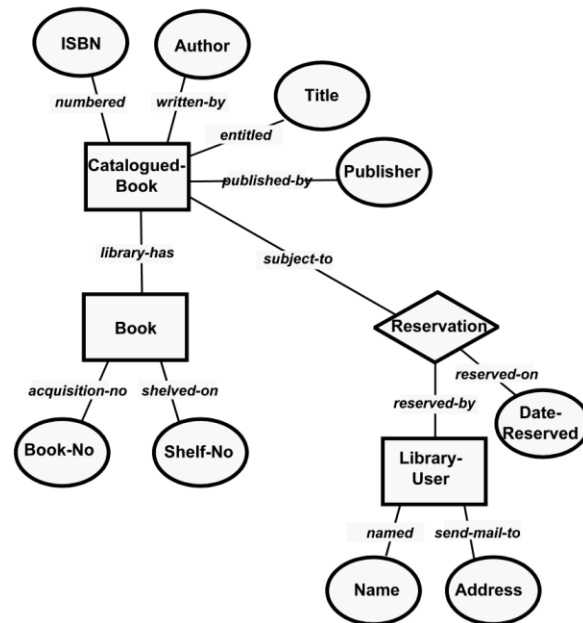 ISBN
Author
numbered
written-by
Title
entitled
Catalogued-
Book
published-by
Publisher
library-has
subject-to
Book
Reservation
acquisition-no
shelved-on
reserved-on
reserved-by
Book-No
Shelf-No
Date-
Reserved
Library-
User
named
send-mail-to
Name
Address